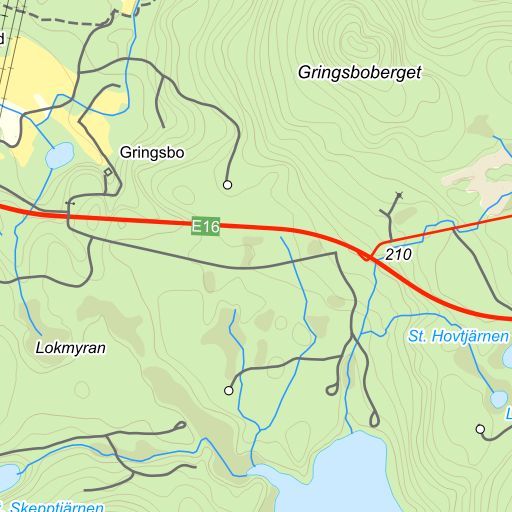 d
Gringsboberget
Gringsbo
E16
210
St. Hovtjärnen
Lokmyran
L
. Skepptjärnen